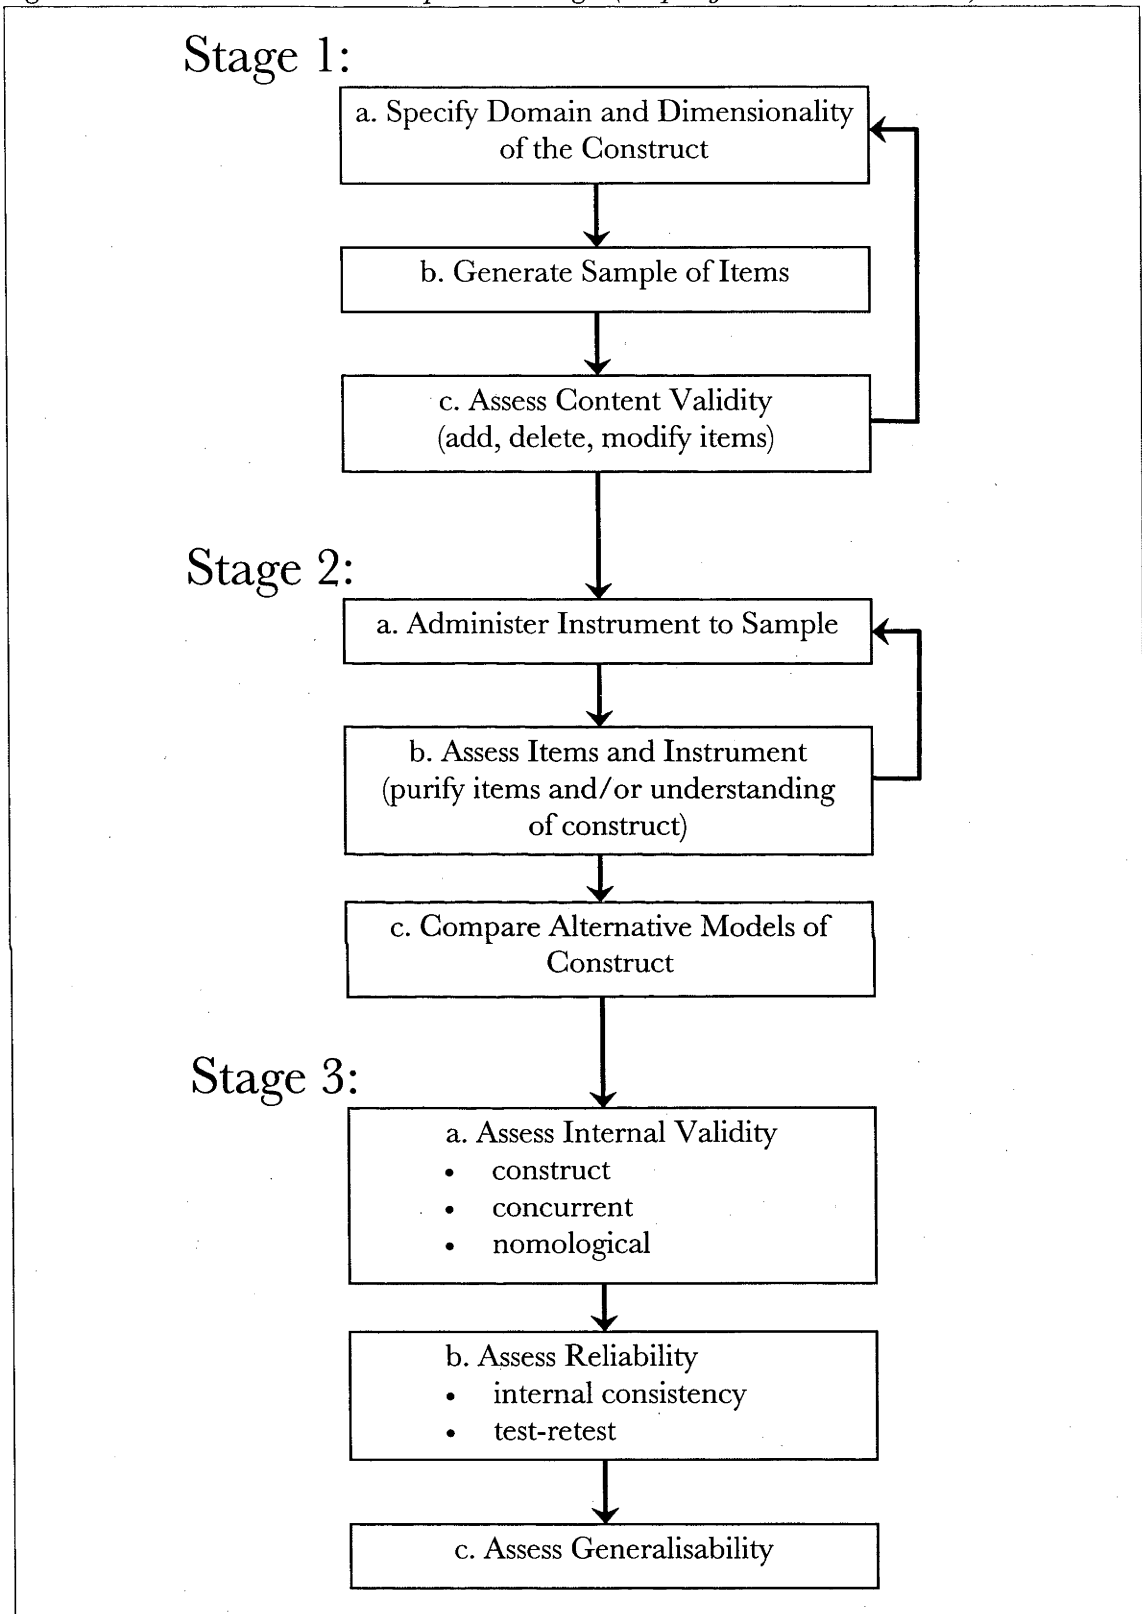 Stage 1:
a. Specify Domain and Dimensionality
of the Construct
b. Generate Sample of Items
c. Assess Content Validity
(add, delete, modify items)
Stage 2:
a. Administer Instrument to Sample
b. Assess Items and Instrument
(purify items and/or understanding
of construct)
c. Compare Alternative Models of
Construct
Stage 3:
a. Assess Internal Validity
• construct
• concurrent
• nomological
b. Assess Reliability
• internal consistency
• test-retest
c. Assess Generalisability